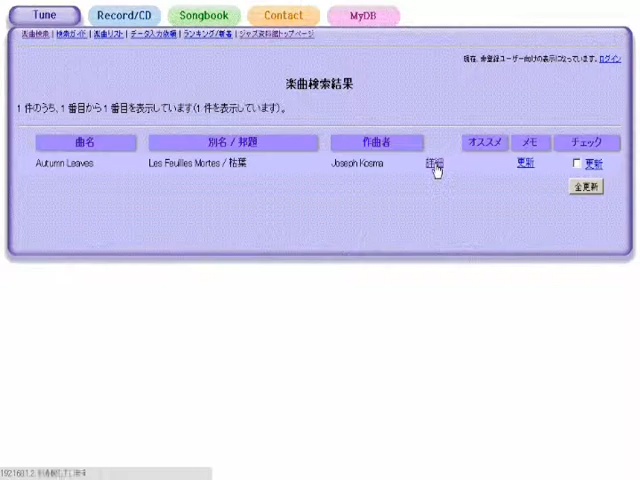 Tune Record/CD Songbook Contact MyDB
楽曲検索 | 検索ガイド | 楽曲リスト | データ入力依頼 | ランキング/新着 | ジャズ資料館トップページ
現在、未登録ユーザー向けの表示になっています。ログイン
楽曲検索結果
1 件のうち、1 番目から 1 番目を表示しています(1 件を表示しています)。
曲名 別名 / 邦題 作曲者 オススメ メモ チェック
Autumn Leaves Les Feuilles Mortes / 枯葉 Joseph Kosma 詳細 更新 更新
全更新